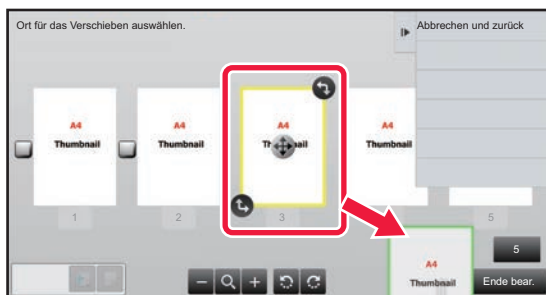 Ort für das Verschieben auswählen.
Abbrechen und zurück
A4
Thumbnail
A4
Thumbnail
A4
Thumbnail
A4
Thumbnail
1
2
3
5
5
A4
Thumbnail
Ende bear.